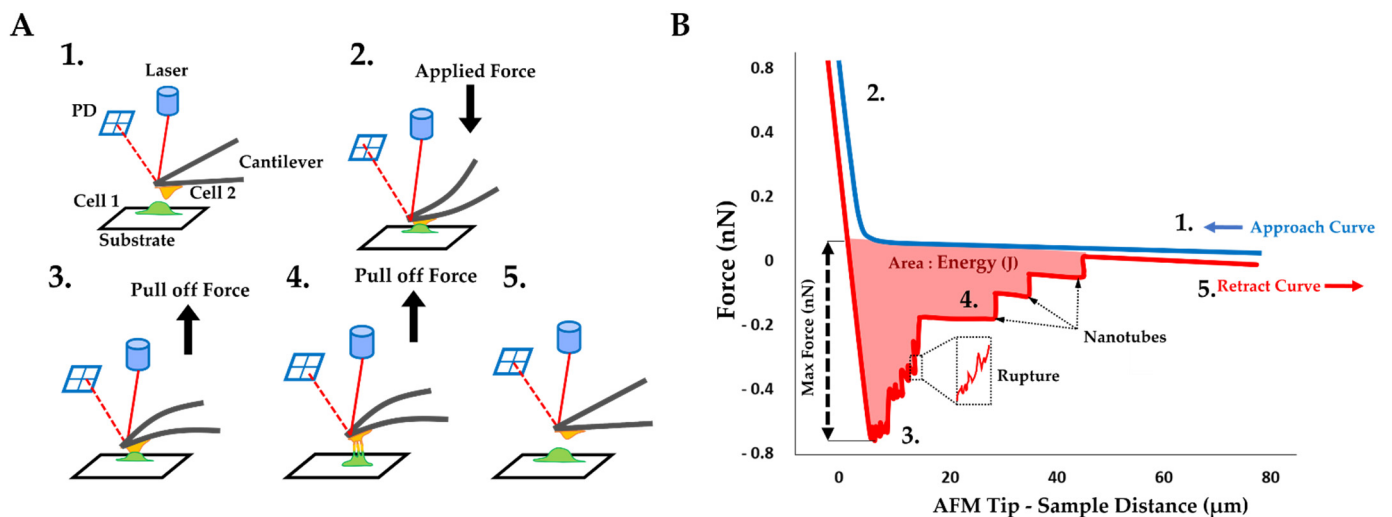 A
1.
Laser
PD
Cantilever
Cell 1
Cell 2
Substrate
2.
Applied Force
3.
Pull off Force
4.
Pull off Force
5.
B
Force (nN)
0.8
0.4
0.2
0
- 0.2
- 0.4
- 0.8
2.
1.
Approach Curve
Area : Energy (J)
5.
Retract Curve
4.
Max Force (nN)
Nanotubes
Rupture
3.
0
20
40
60
80
AFM Tip - Sample Distance (µm)